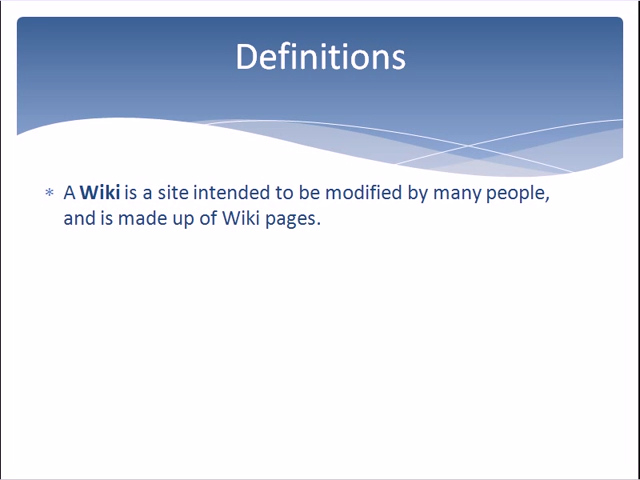 Definitions
* A Wiki is a site intended to be modified by many people,
and is made up of Wiki pages.